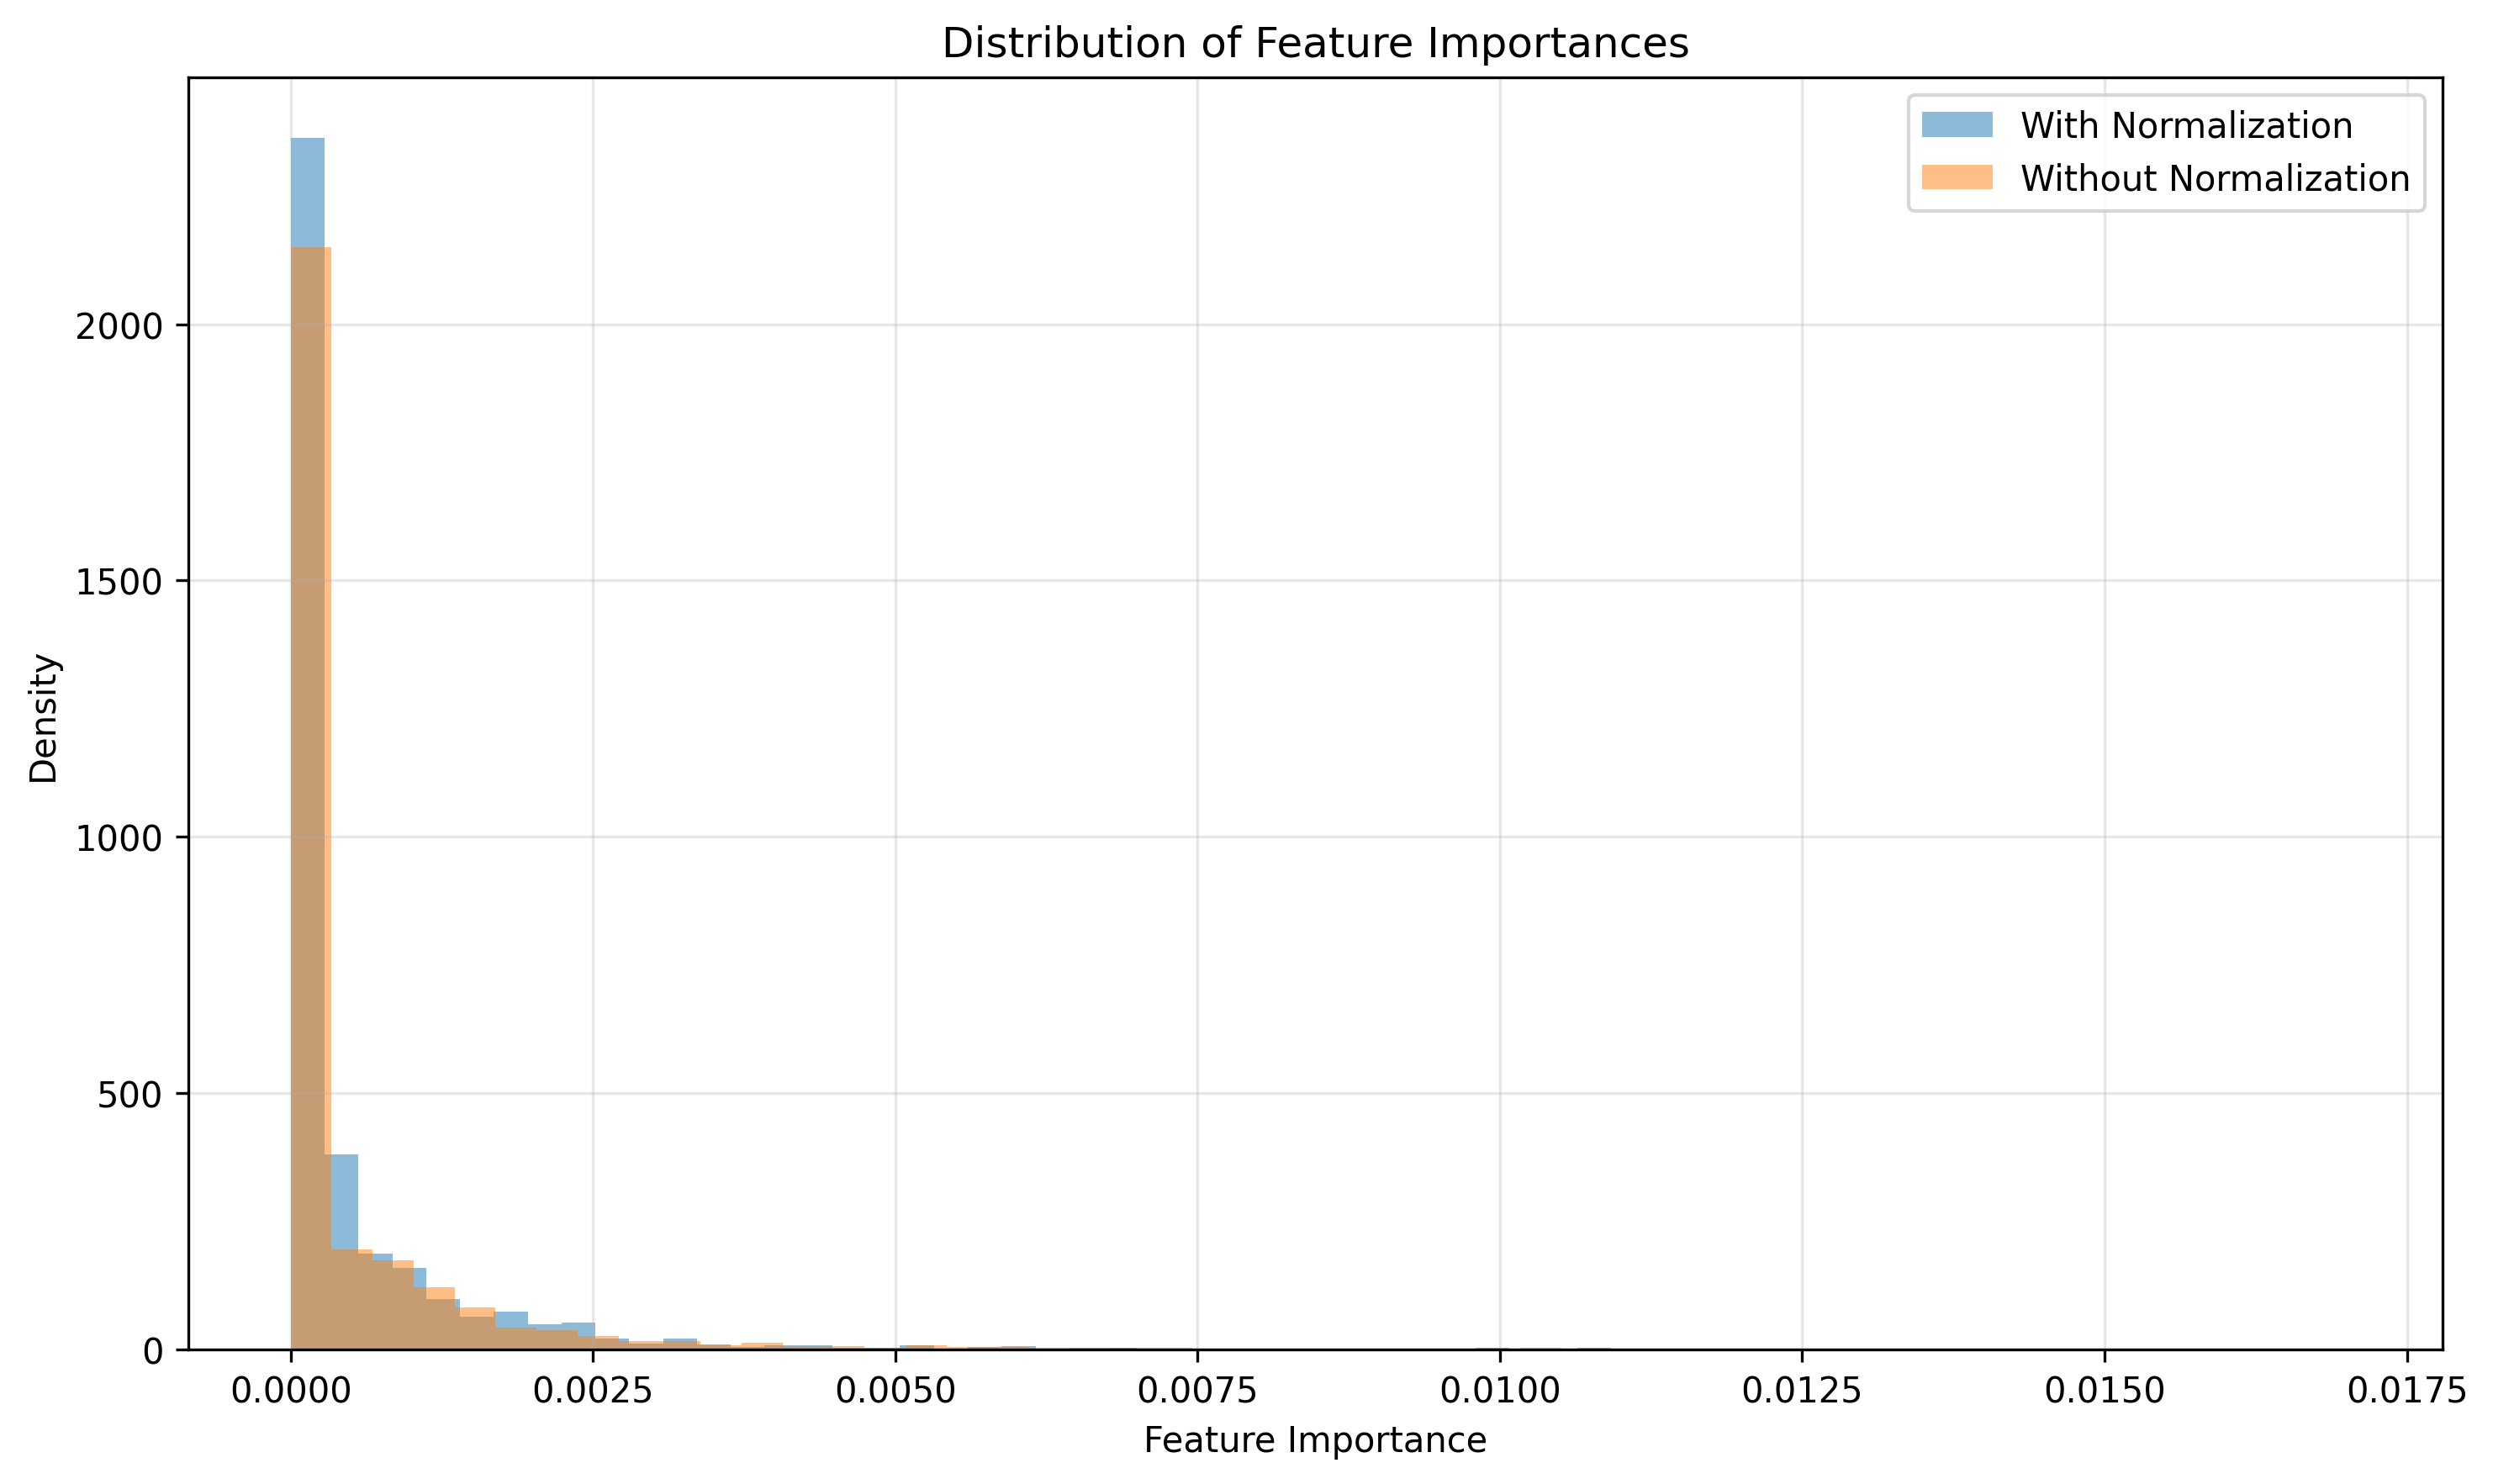 Distribution of Feature Importances
With Normalization
Without Normalization
2000
1500
1000
500
0
Density
0.0000 0.0025 0.0050 0.0075 0.0100 0.0125 0.0150 0.0175
Feature Importance